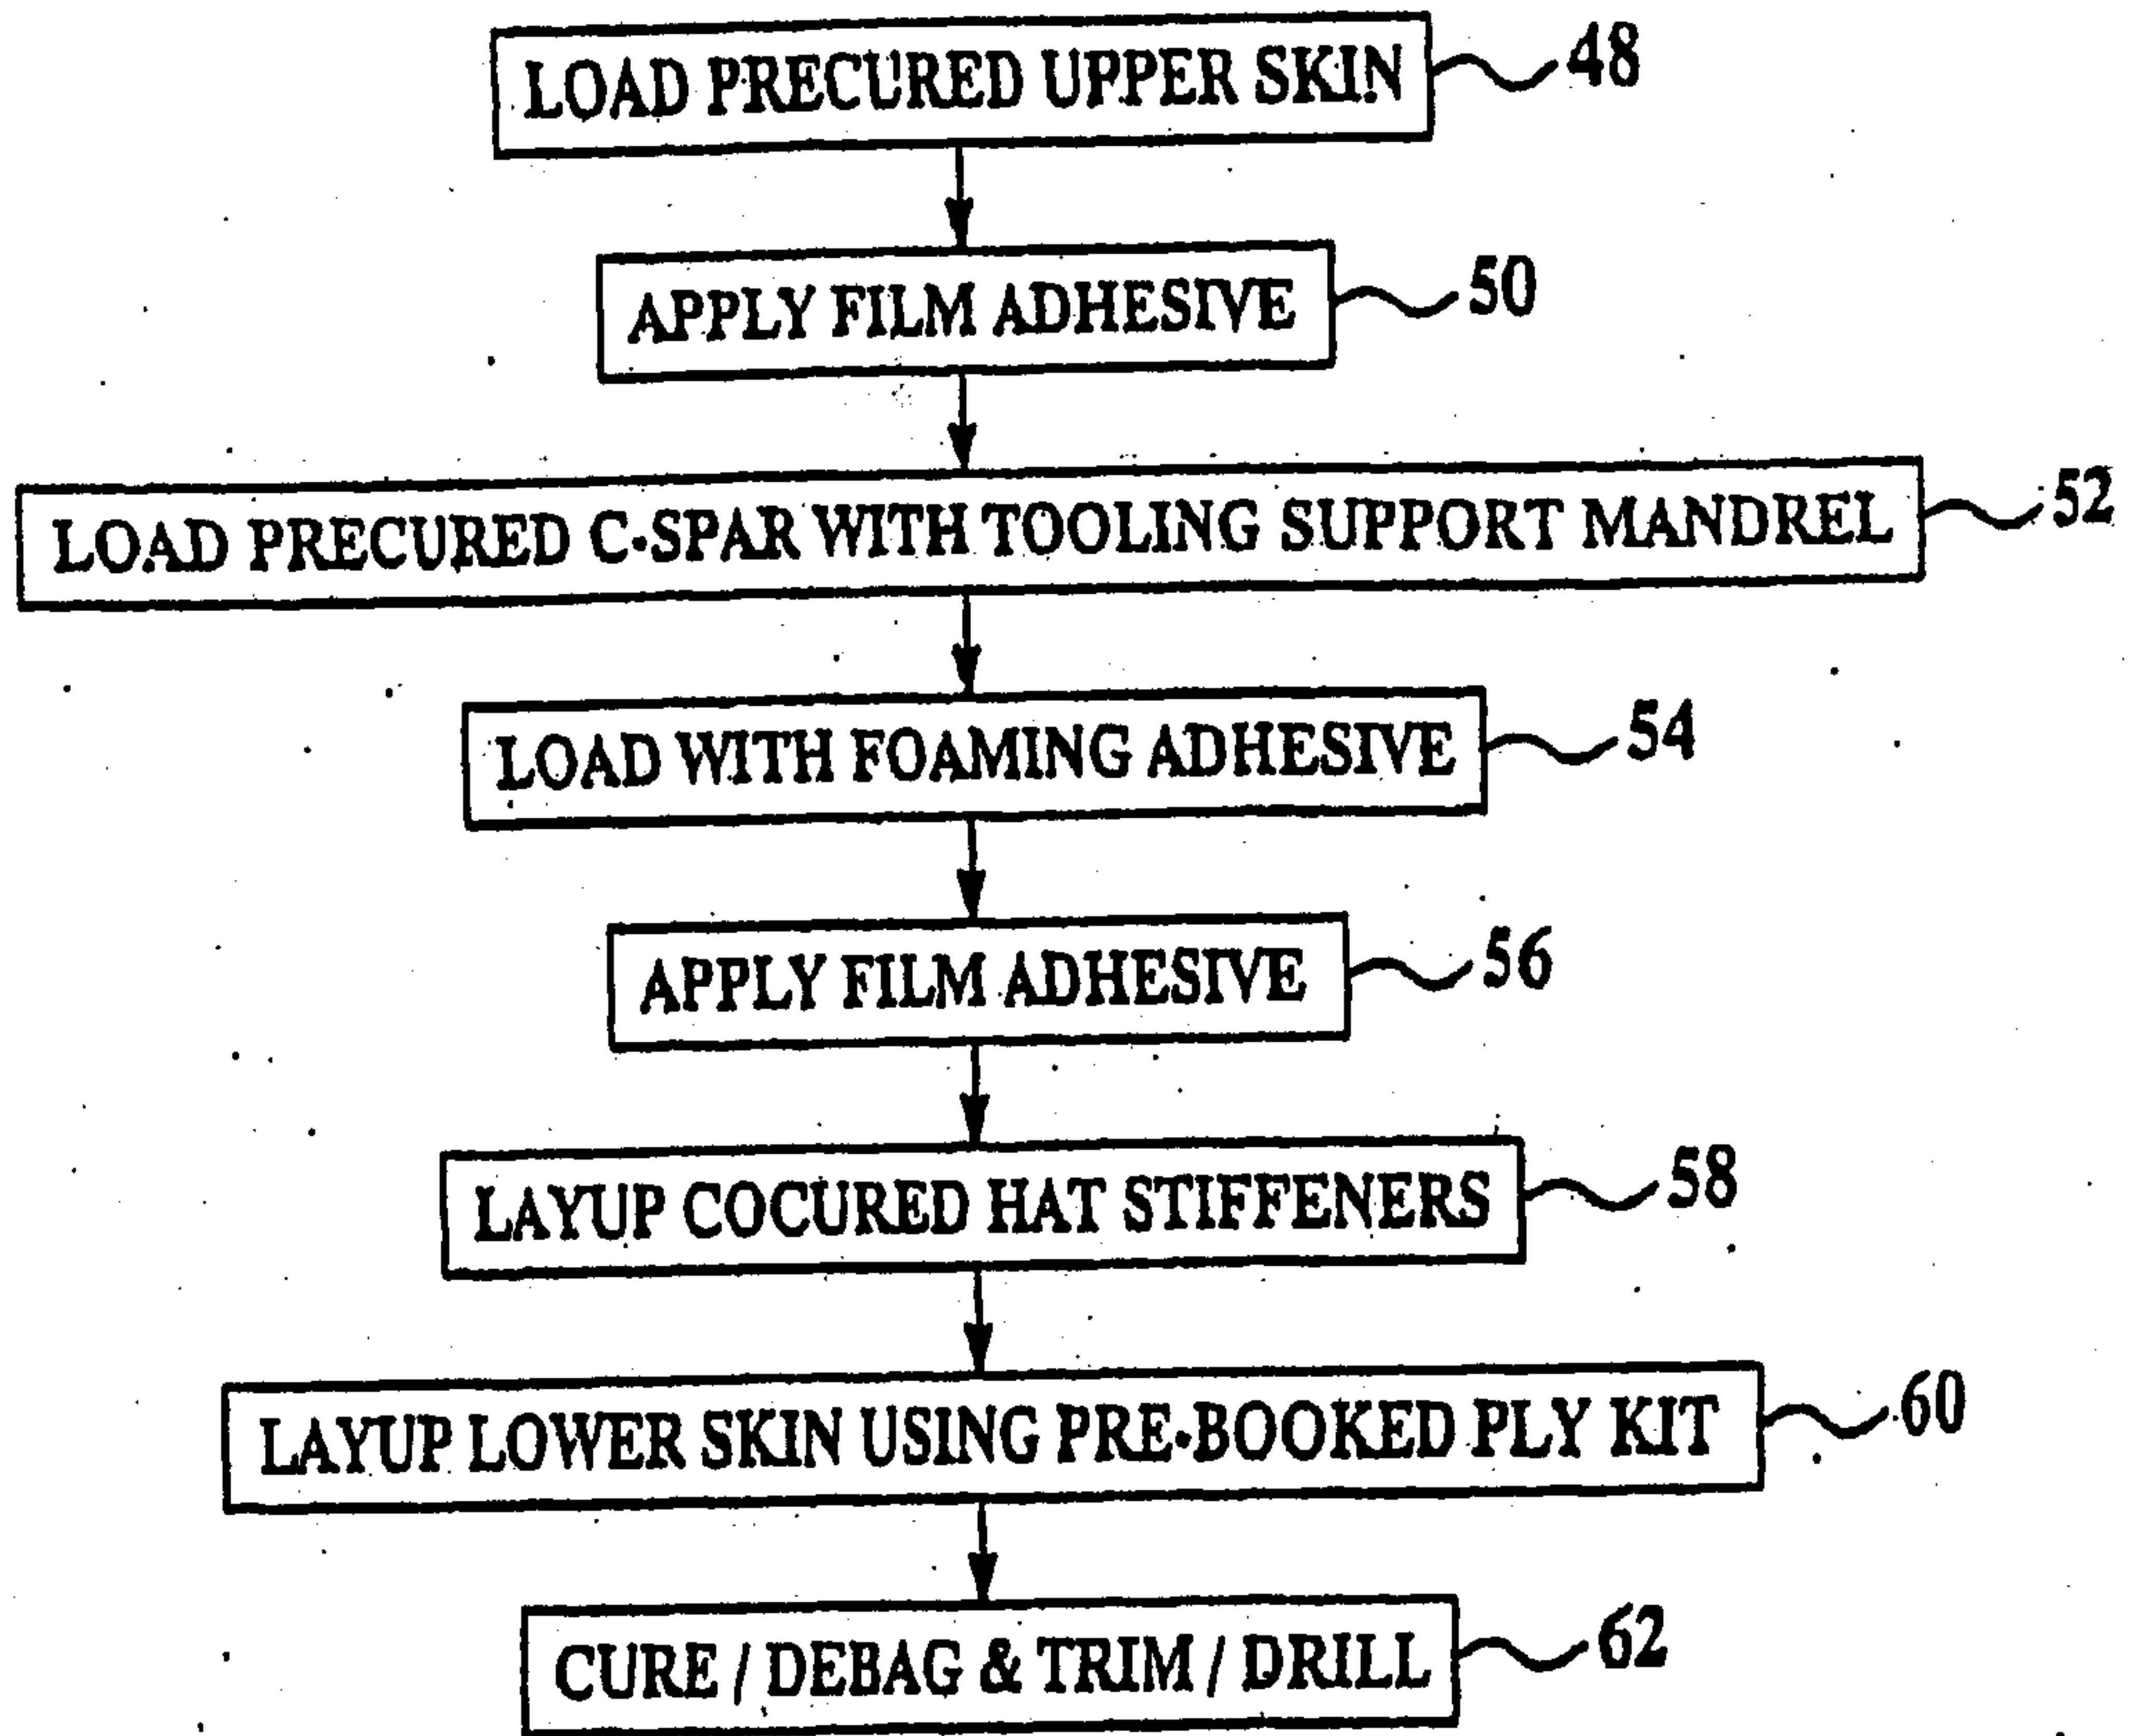 LOAD PRECURED UPPER SKIN 48
APPLY FILM ADHESIVE 50
LOAD PRECURED C-SPAR WITH TOOLING SUPPORT MANDREL 52
LOAD WITH FOAMING ADHESIVE 54
APPLY FILM ADHESIVE 56
LAYUP COCURED HAT STIFFENERS 58
LAYUP LOWER SKIN USING PRE-BOOKED PLY KIT 60
CURE / DEBAG & TRIM / DRILL 62